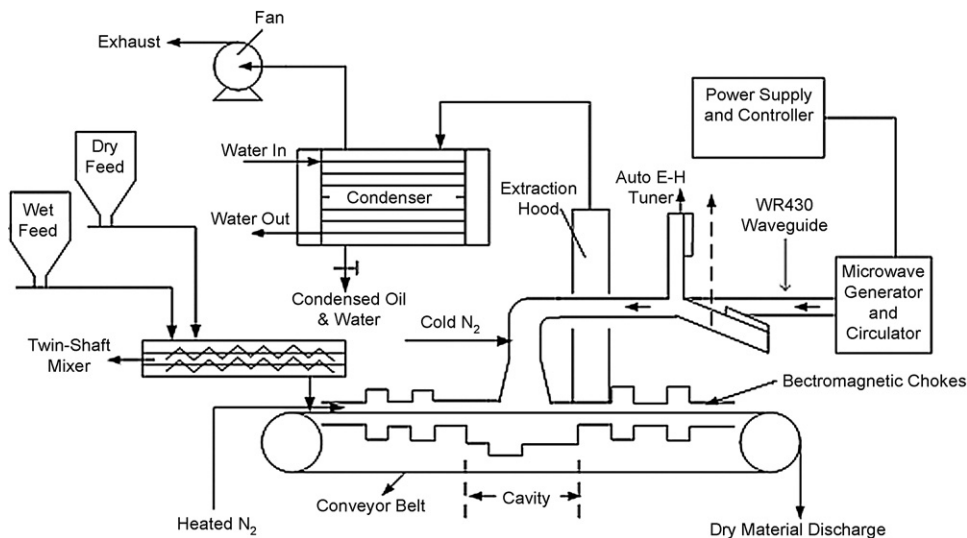 Fan
Exhaust
Power Supply
and Controller
Dry
Feed
Water In
Condenser
Extraction
Hood
Auto E-H
Tuner
Wet
Feed
Water Out
WR430
Waveguide
Microwave
Generator
and
Circulator
Condensed Oil
& Water
Cold N₂
Twin-Shaft
Mixer
Bectromagnetic Chokes
Conveyor Belt
Cavity
Heated N₂
Dry Material Discharge